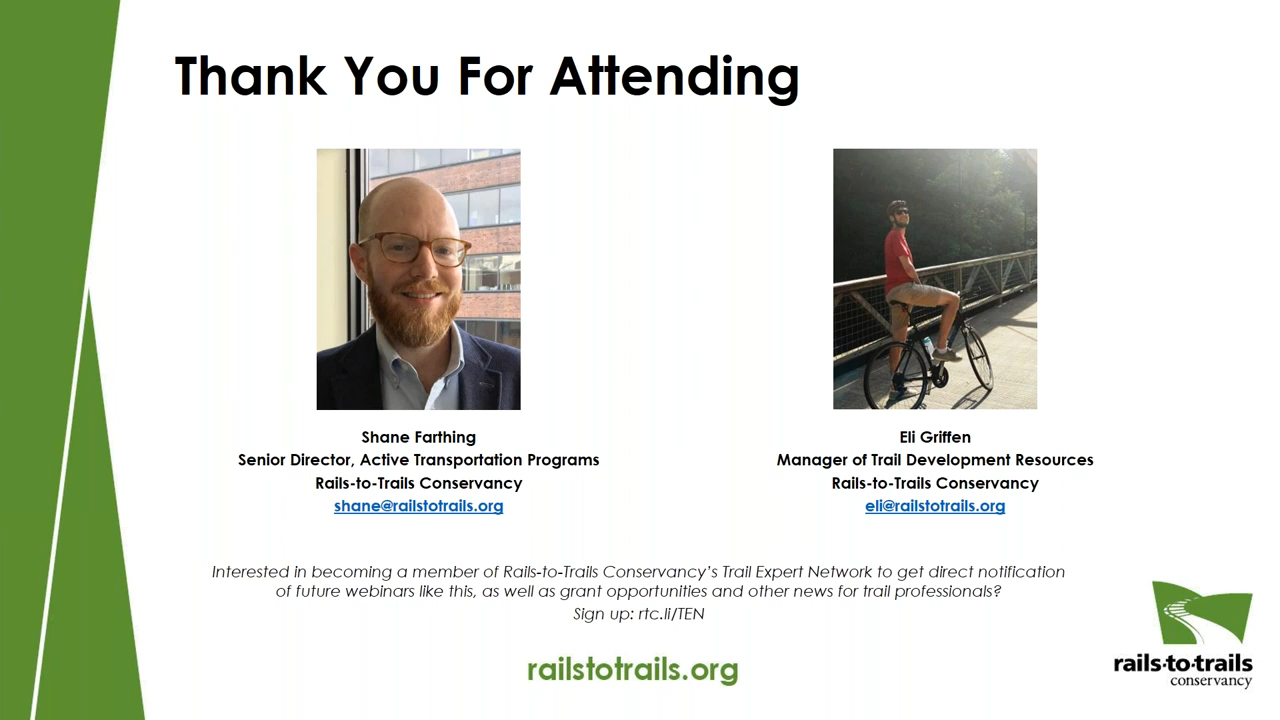 Thank You For Attending
Shane Farthing
Senior Director, Active Transportation Programs
Rails-to-Trails Conservancy
shane@railstotrails.org
Eli Griffen
Manager of Trail Development Resources
Rails-to-Trails Conservancy
eli@railstotrails.org
Interested in becoming a member of Rails-to-Trails Conservancy's Trail Expert Network to get direct notification
of future webinars like this, as well as grant opportunities and other news for trail professionals?
Sign up: rtc.li/TEN
railstotrails.org
rails·to·trails
conservancy